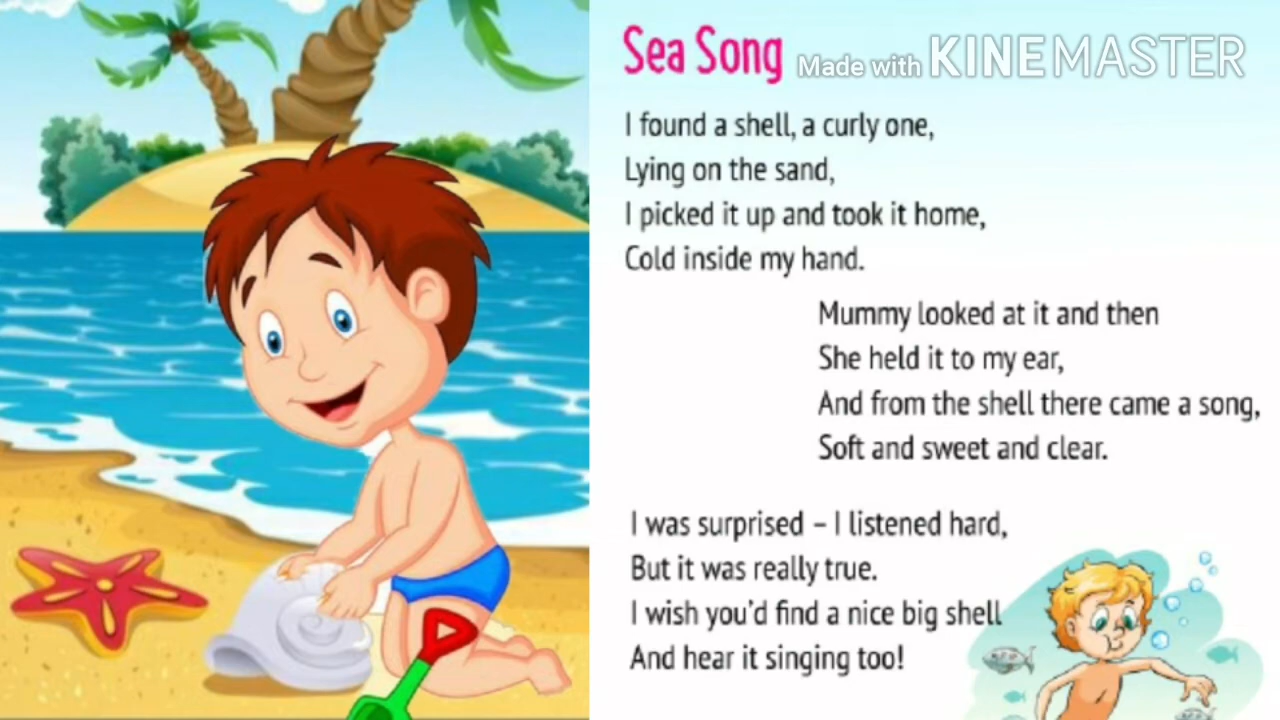 Sea Song
Made with KINEMASTER
I found a shell, a curly one,
Lying on the sand,
I picked it up and took it home,
Cold inside my hand.
Mummy looked at it and then
She held it to my ear,
And from the shell there came a song,
Soft and sweet and clear.
I was surprised – I listened hard,
But it was really true.
I wish you'd find a nice big shell
And hear it singing too!